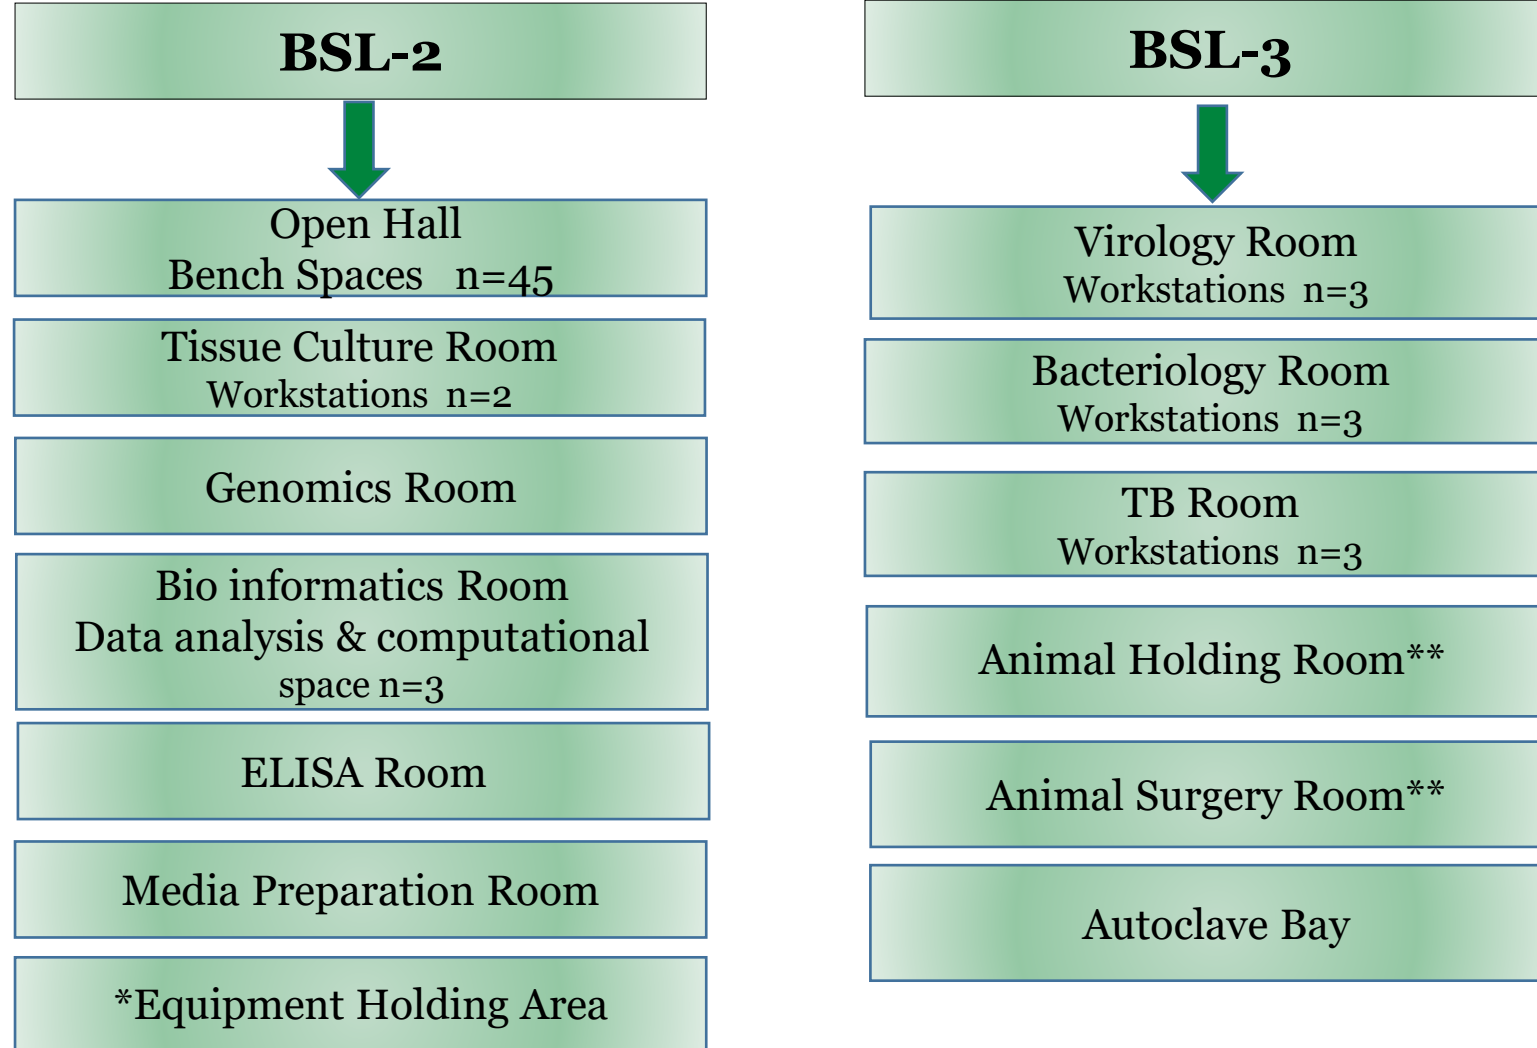 BSL-2
Open Hall
Bench Spaces n=45
Tissue Culture Room
Workstations n=2
Genomics Room
Bio informatics Room
Data analysis & computational
space n=3
ELISA Room
Media Preparation Room
*Equipment Holding Area
BSL-3
Virology Room
Workstations n=3
Bacteriology Room
Workstations n=3
TB Room
Workstations n=3
Animal Holding Room**
Animal Surgery Room**
Autoclave Bay